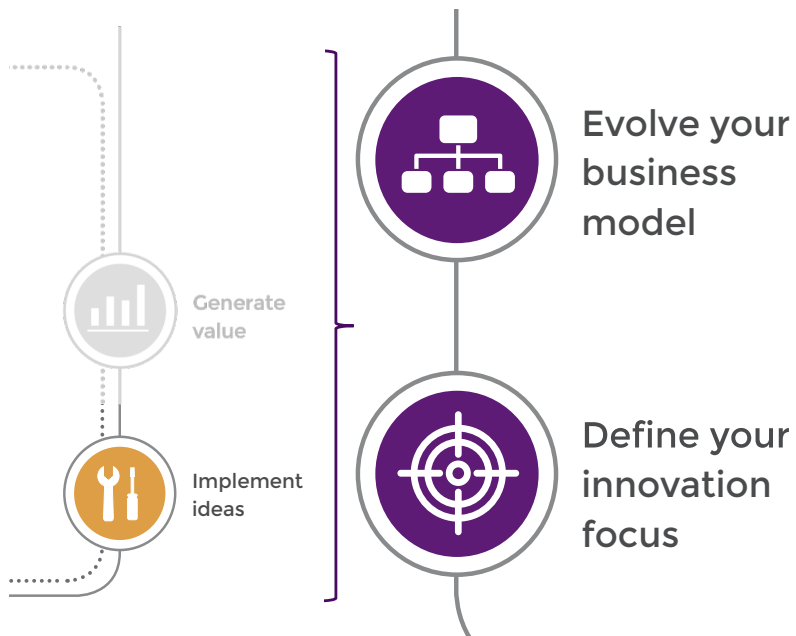 Generate
value
Implement
ideas
Evolve your
business
model
Define your
innovation
focus